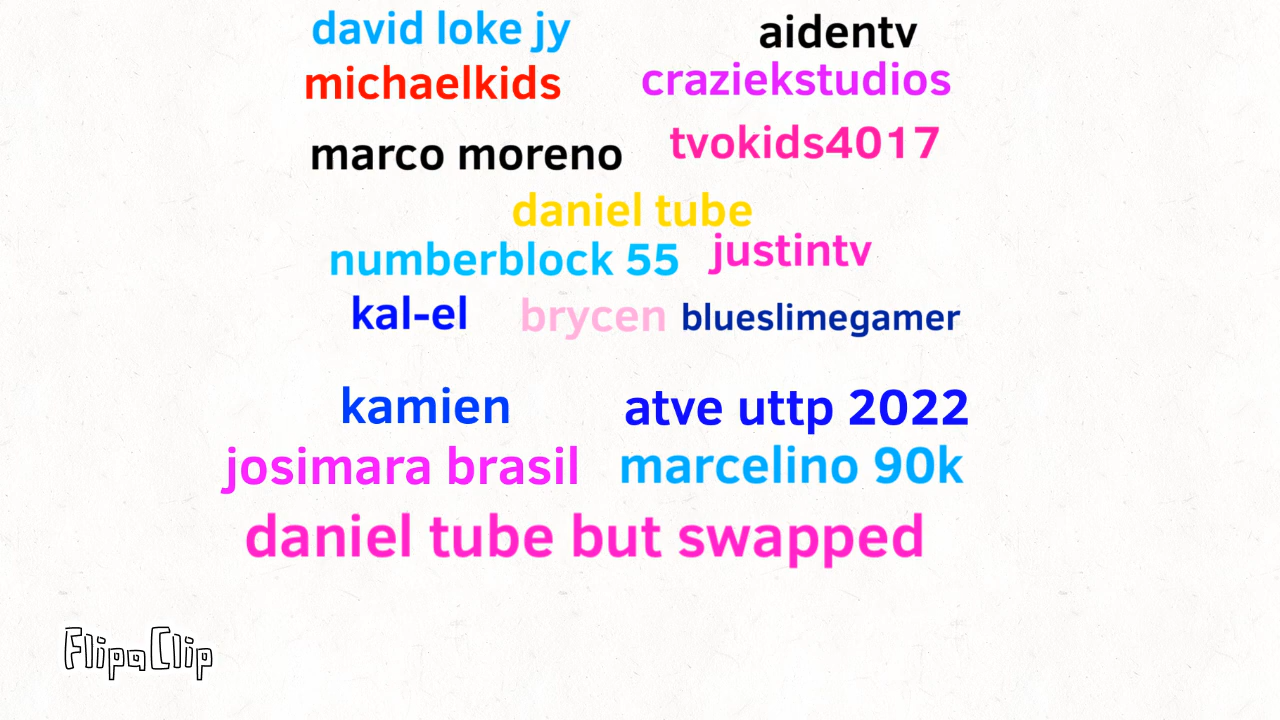 david loke jy
aidentv
michaelkids
craziekstudios
marco moreno
tvokids4017
daniel tube
numberblock 55
justintv
kal-el
brycen
blueslimegamer
kamien
atve uttp 2022
josimara brasil
marcelino 90k
daniel tube but swapped
FlipaClip